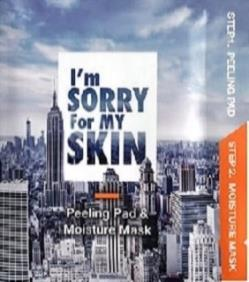 I'm
SORRY
For MY
SKIN
Peeling Pad &
Moisture Mask
STEP1. PEELING PAD
STEP 2. MOISTURE MASK